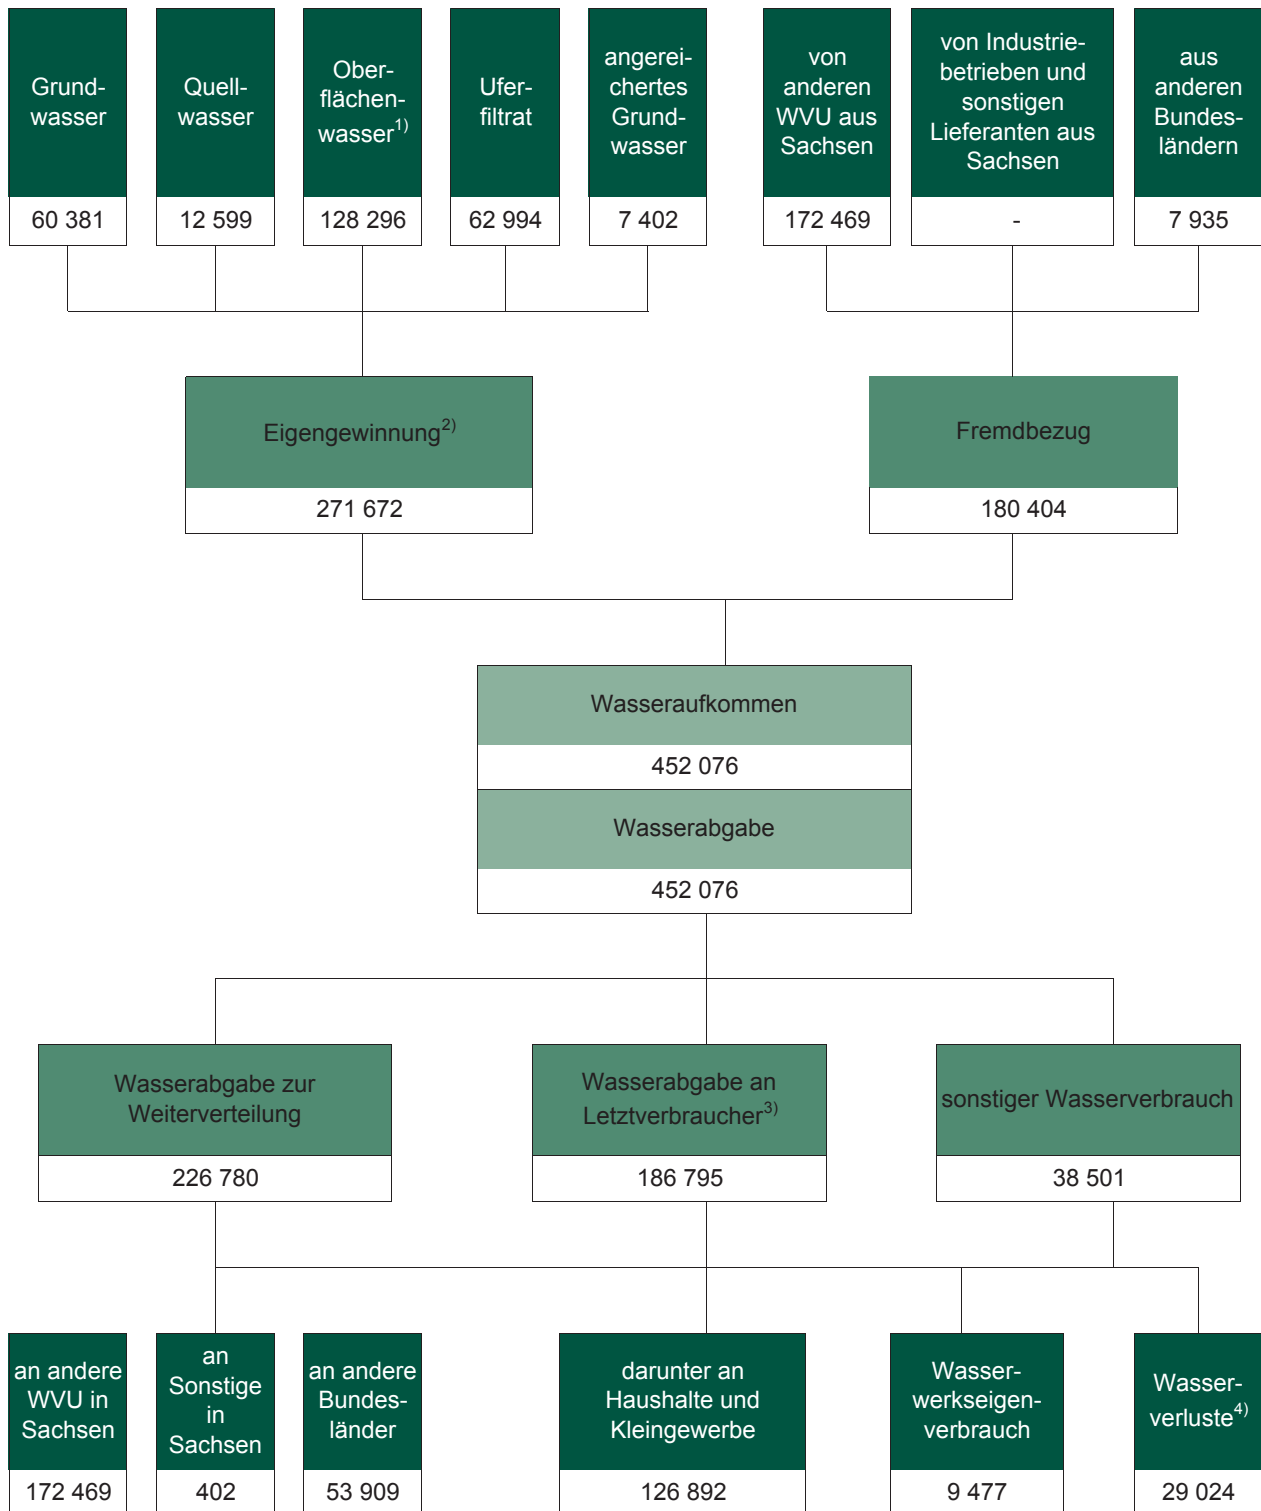 Grund-
wasser
Quell-
wasser
Ober-
flächen-
wasser1)
Ufer-
filtrat
angerei-
chertes
Grund-
wasser
von
anderen
WVU aus
Sachsen
von Industrie-
betrieben und
sonstigen
Lieferanten aus
Sachsen
aus
anderen
Bundes-
ländern
60 381
12 599
128 296
62 994
7 402
172 469
-
7 935
Eigengewinnung2)
271 672
Fremdbezug
180 404
Wasseraufkommen
452 076
Wasserabgabe
452 076
Wasserabgabe zur
Weiterverteilung
226 780
Wasserabgabe an
Letztverbraucher3)
186 795
sonstiger Wasserverbrauch
38 501
an andere
WVU in
Sachsen
an
Sonstige
in
Sachsen
an andere
Bundes-
länder
darunter an
Haushalte und
Kleingewerbe
Wasser-
werkseigen-
verbrauch
Wasser-
verluste4)
172 469
402
53 909
126 892
9 477
29 024